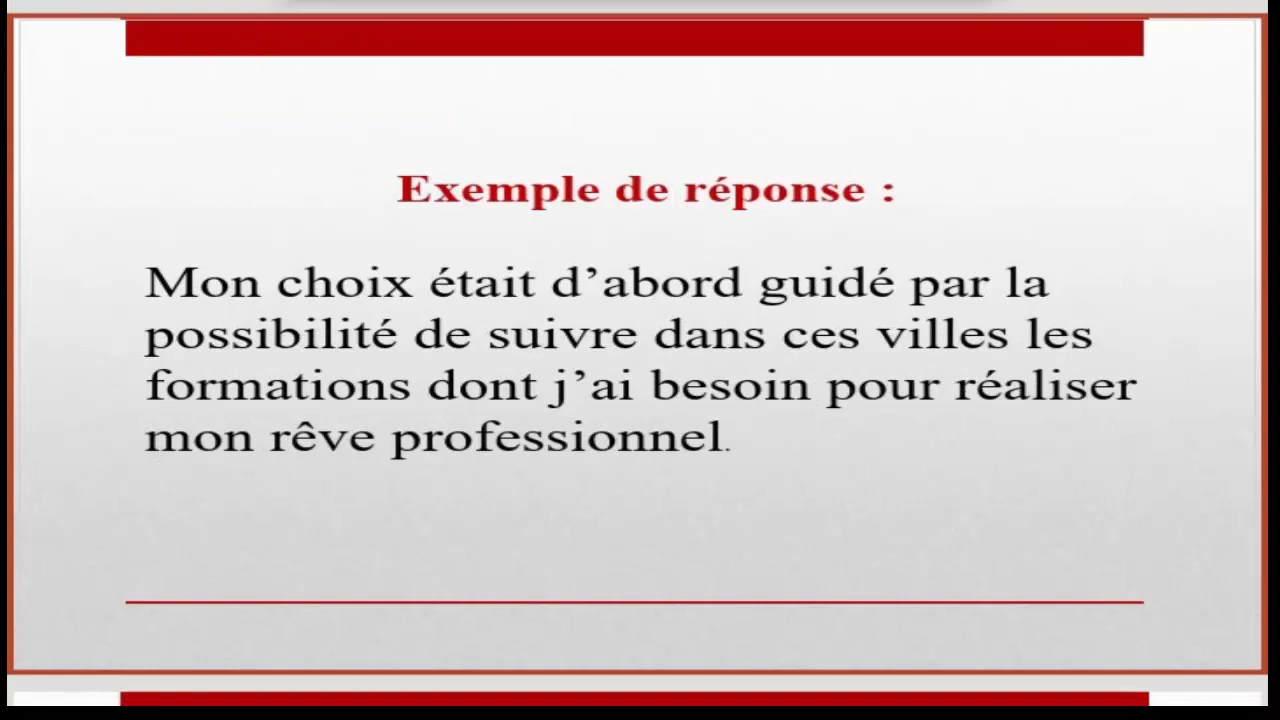 Exemple de réponse :
Mon choix était d’abord guidé par la
possibilité de suivre dans ces villes les
formations dont j’ai besoin pour réaliser
mon rêve professionnel.